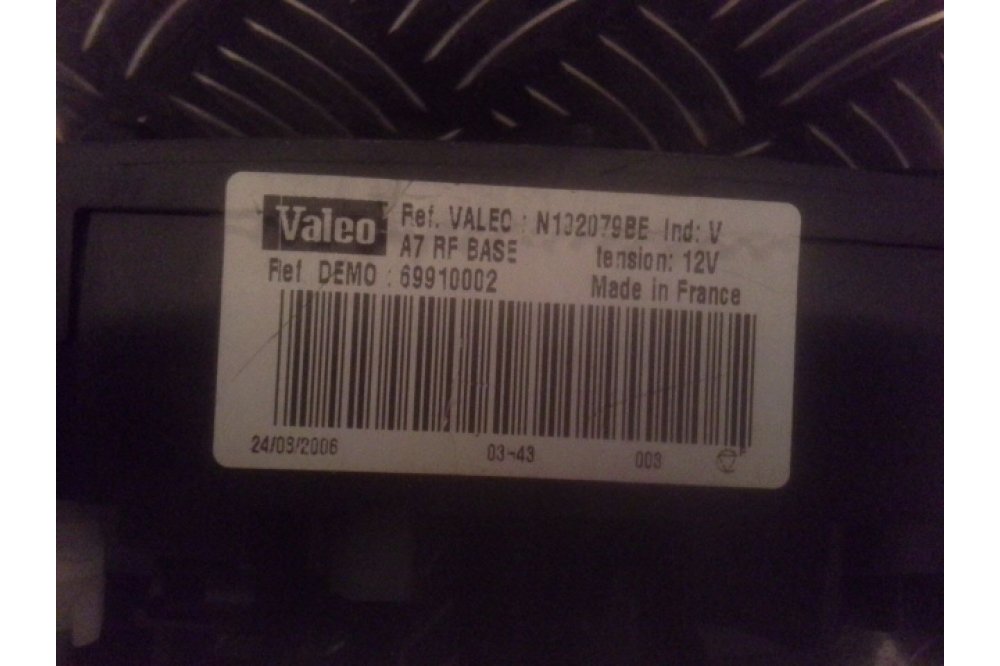 Valeo
Ref. VALEO : N102079BE Ind: V
A7 RF BASE tension: 12V
Ref DEMO : 69910002 Made in France
24/08/2006 03-43 003